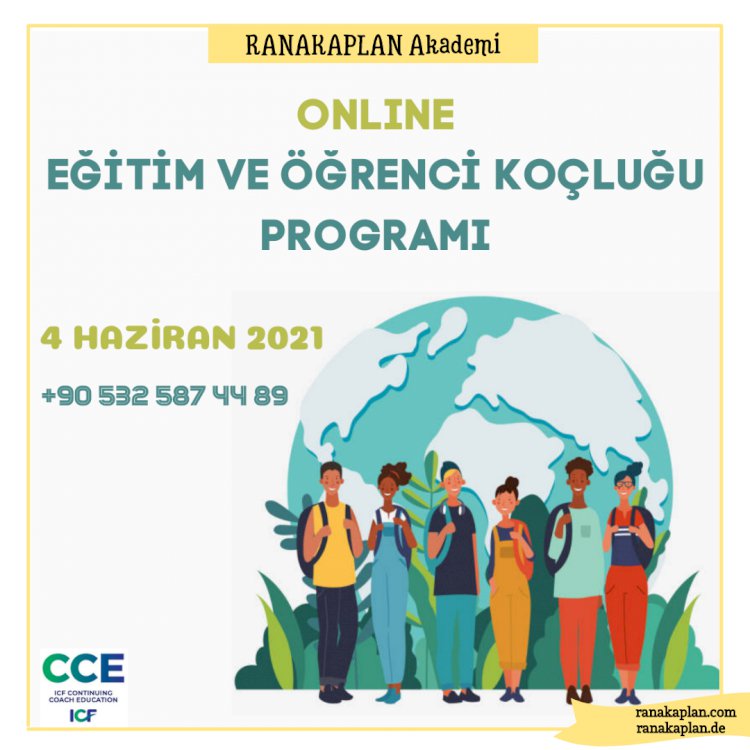 RANAKAPLAN Akademi
ONLINE
EĞİTİM VE ÖĞRENCİ KOÇLUĞU
PROGRAMI
4 HAZİRAN 2021
+90 532 587 44 89
CCE
ICF CONTINUING
COACH EDUCATION
ICF
ranakaplan.com
ranakaplan.de